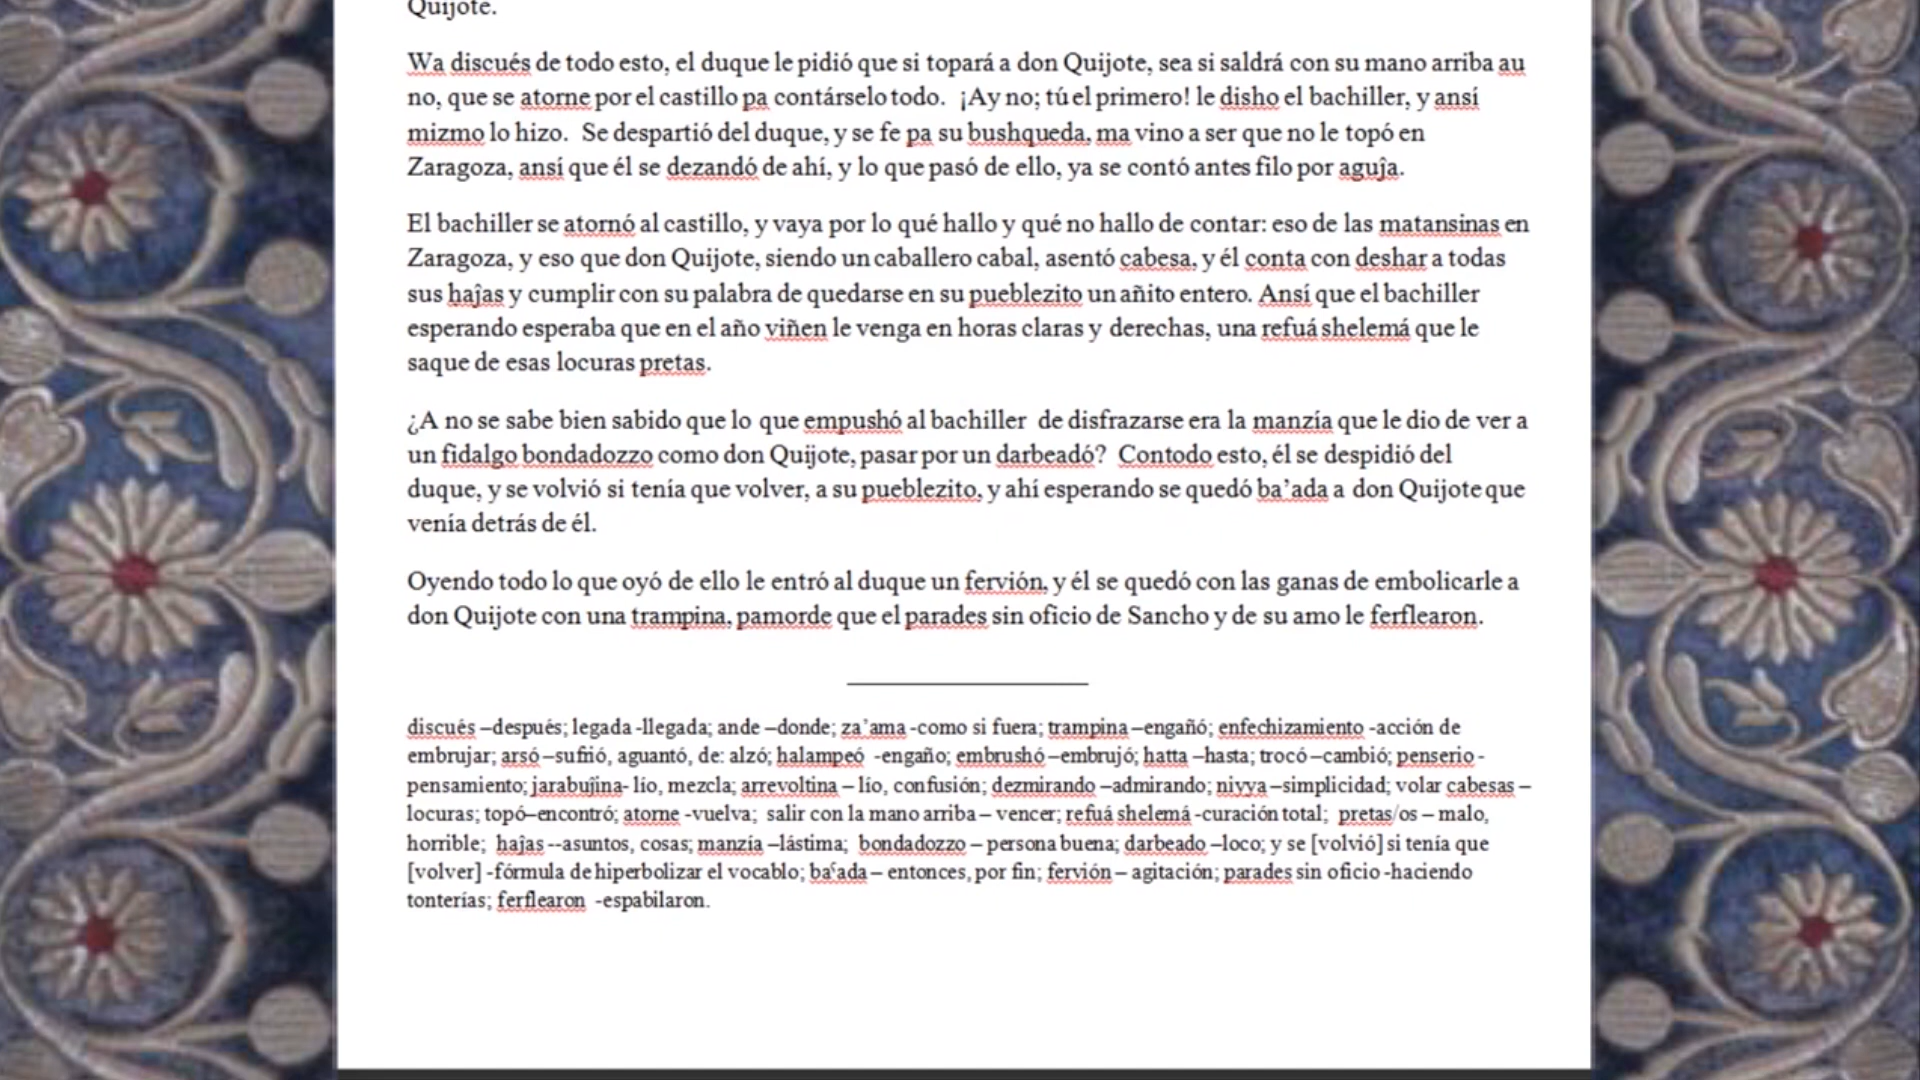 Quijote.
Wa discués de todo esto, el duque le pidió que si topará a don Quijote, sea si saldrá con su mano arriba au
no, que se atorne por el castillo pa contárselo todo.  ¡Ay no; tú el primero! le disho el bachiller, y ansí
mizmo lo hizo.  Se despartió del duque, y se fe pa su bushqueda, ma vino a ser que no le topó en
Zaragoza, ansí que él se dezandó de ahí, y lo que pasó de ello, ya se contó antes filo por aguĵa.
El bachiller se atornó al castillo, y vaya por lo qué hallo y qué no hallo de contar: eso de las matansinas en
Zaragoza, y eso que don Quijote, siendo un caballero cabal, asentó cabesa, y él conta con deshar a todas
sus haĵas y cumplir con su palabra de quedarse en su pueblezito un añito entero. Ansí que el bachiller
esperando esperaba que en el año viñen le venga en horas claras y derechas, una refuá shelemá que le
saque de esas locuras pretas.
¿A no se sabe bien sabido que lo que empushó al bachiller  de disfrazarse era la manzía que le dio de ver a
un fidalgo bondadozzo como don Quijote, pasar por un darbeadó?  Contodo esto, él se despidió del
duque, y se volvió si tenía que volver, a su pueblezito, y ahí esperando se quedó ba’ada a don Quijote que
venía detrás de él.
Oyendo todo lo que oyó de ello le entró al duque un fervión, y él se quedó con las ganas de embolicarle a
don Quijote con una trampina, pamorde que el parades sin oficio de Sancho y de su amo le ferflearon.
discués –después; legada -llegada; ande –donde; za’ama -como si fuera; trampina –engañó; enfechizamiento -acción de
embrujar; arsó –sufrió, aguantó, de: alzó; halampeó  -engaño; embrushó –embrujó; hatta –hasta; trocó –cambió; penserio -
pensamiento; jarabuĵina- lío, mezcla; arrevoltina – lío, confusión; dezmirando –admirando; niyya –simplicidad; volar cabesas –
locuras; topó–encontró; atorne -vuelva;  salir con la mano arriba – vencer; refuá shelemá -curación total;  pretas/os – malo,
horrible;  haĵas --asuntos, cosas; manzía –lástima;  bondadozzo – persona buena; darbeado –loco; y se [volvió] si tenía que
[volver] -fórmula de hiperbolizar el vocablo; baʿada – entonces, por fin; fervión – agitación; parades sin oficio -haciendo
tonterías; ferflearon  -espabilaron.